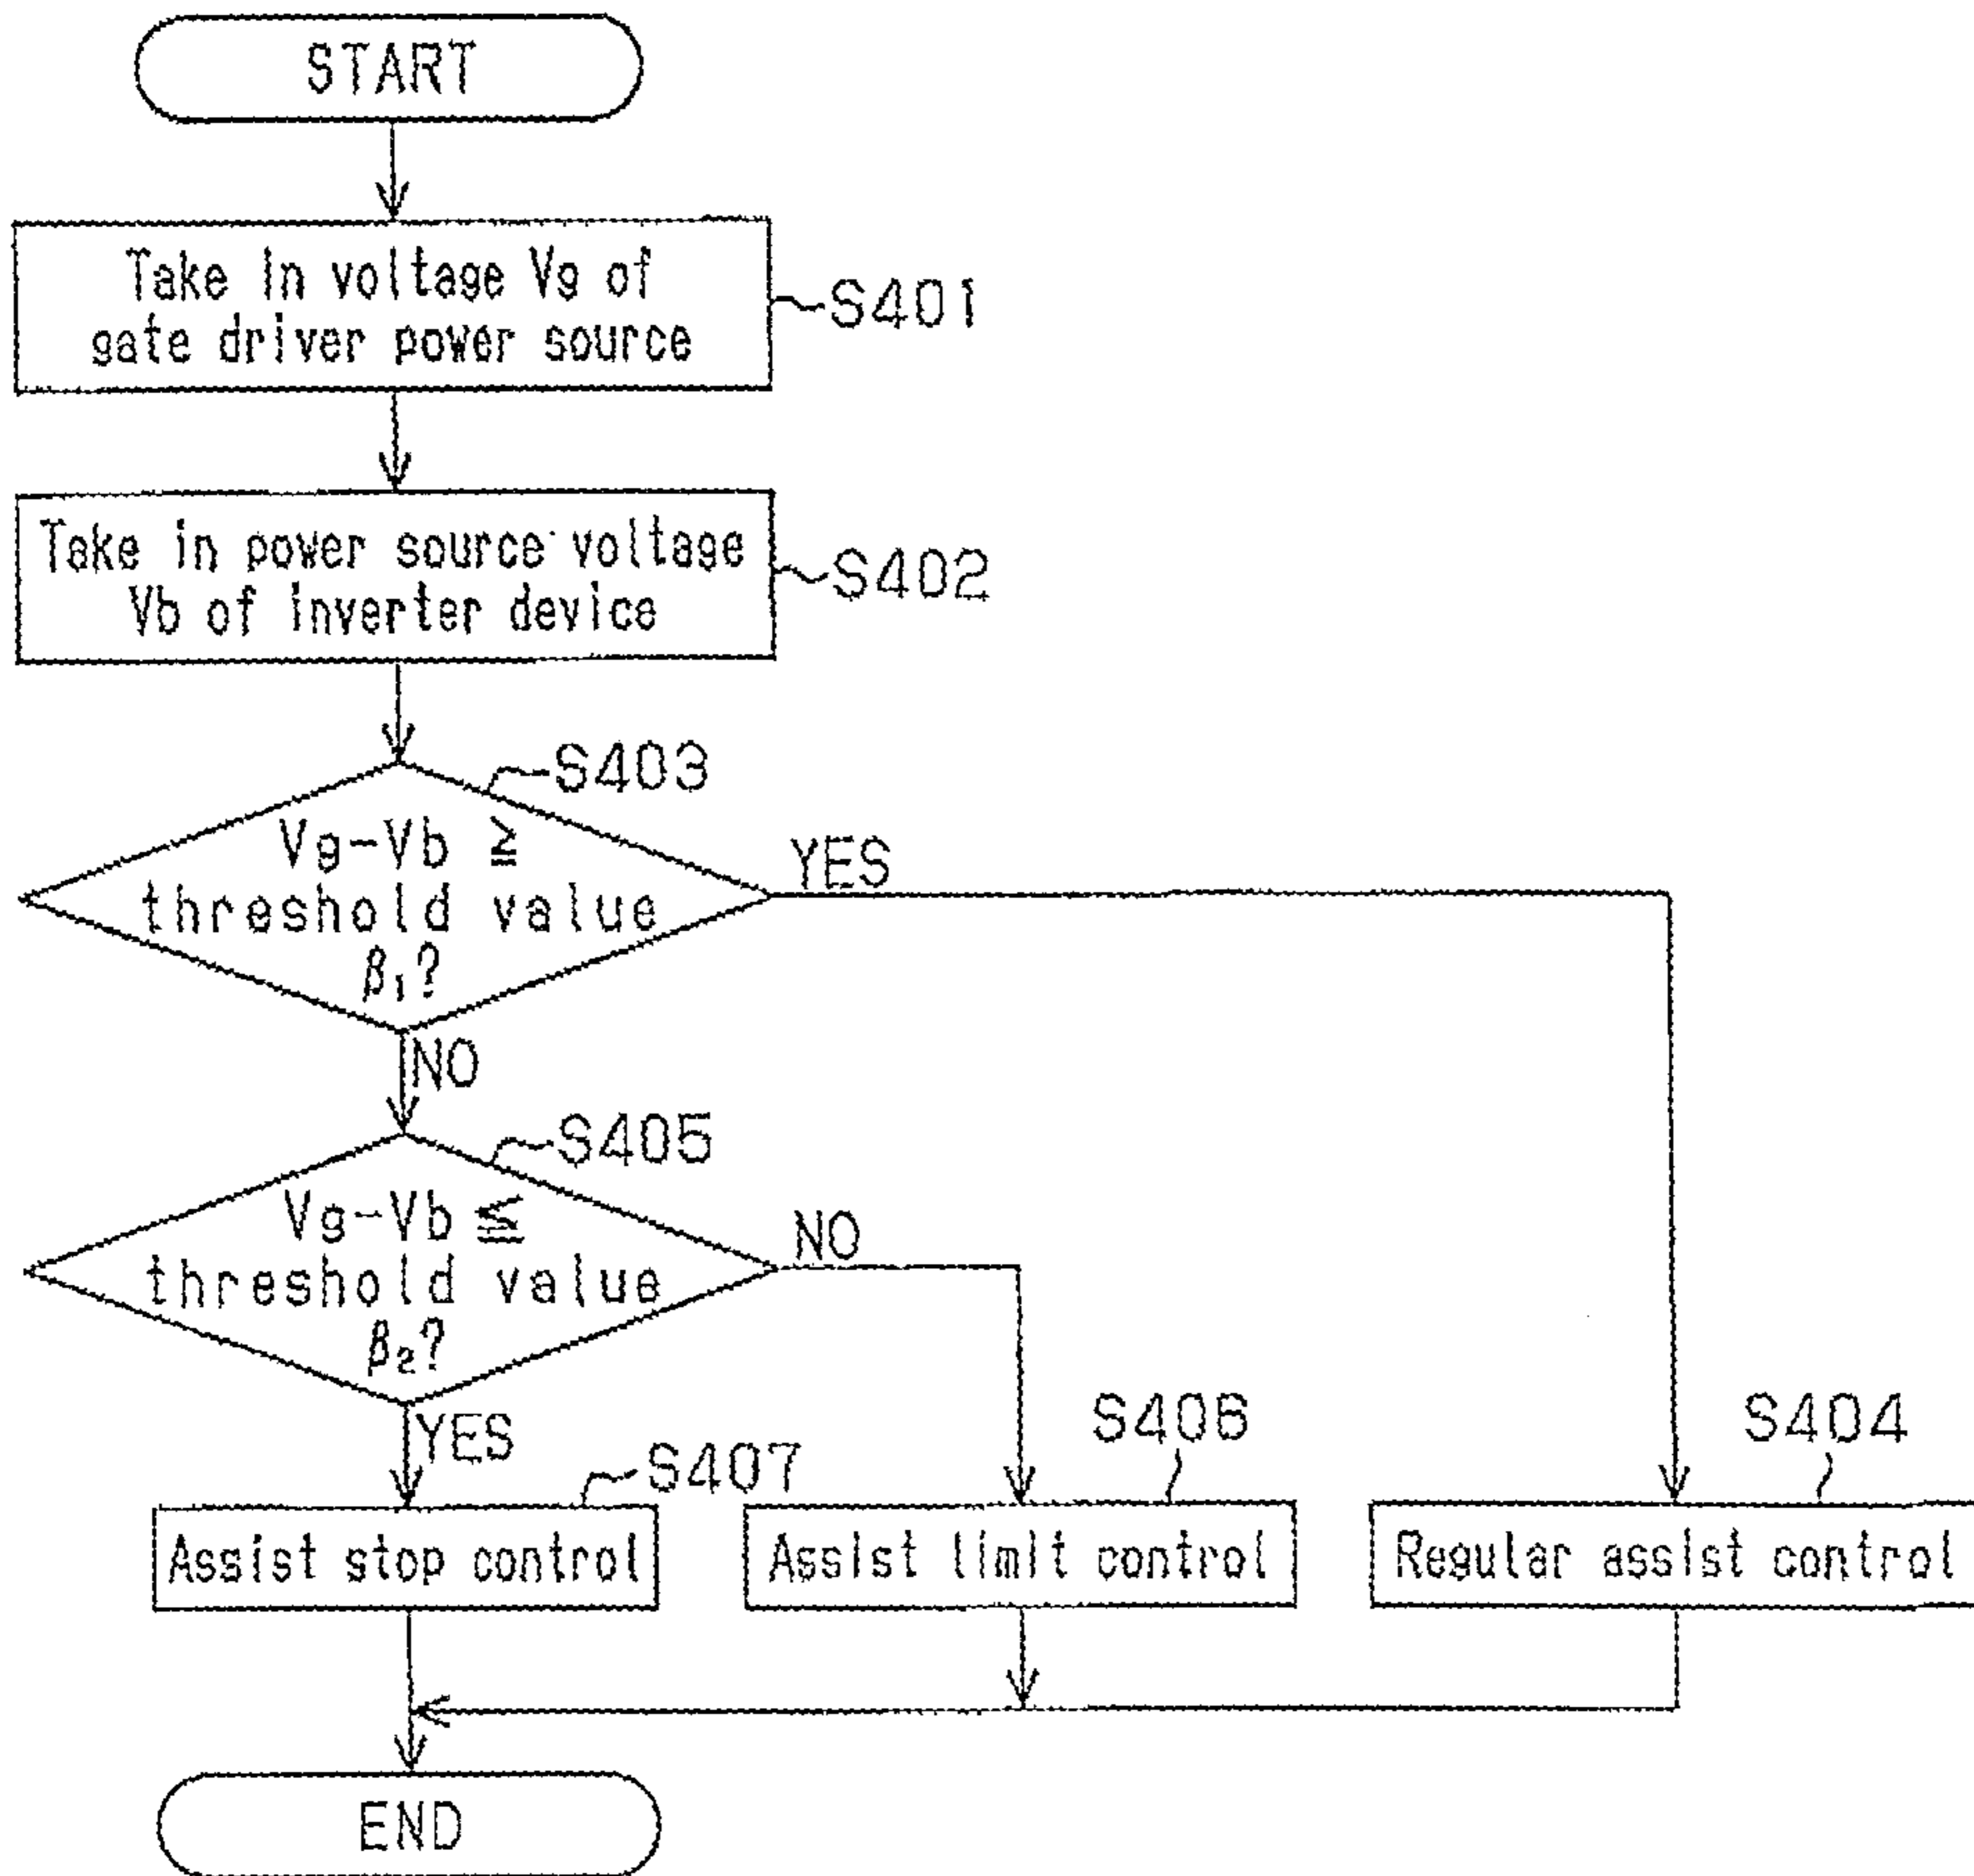 START
Take in voltage Vg of
gate driver power source
S401
Take in power source voltage
Vb of inverter device
S402
S403
Vg-Vb ≧
threshold value
β₁?
YES
NO
S405
Vg-Vb ≦
threshold value
β₂?
NO
YES
S407
S406
S404
Assist stop control
Assist limit control
Regular assist control
END